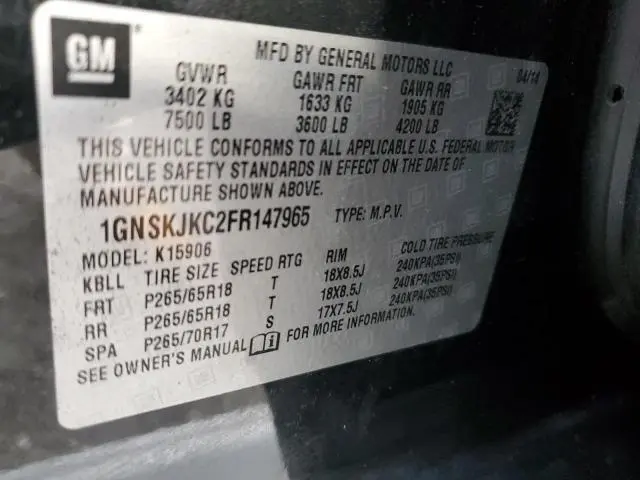 GM
MFD BY GENERAL MOTORS LLC 04/14
GVWR GAWR FRT GAWR RR
3402 KG 1633 KG 1905 KG
7500 LB 3600 LB 4200 LB
THIS VEHICLE CONFORMS TO ALL APPLICABLE U.S. FEDERAL MOTOR
VEHICLE SAFETY STANDARDS IN EFFECT ON THE DATE OF
MANUFACTURE SHOWN ABOVE.
1GNSKJKC2FR147965 TYPE: M.P.V.
MODEL: K15906
KBLL TIRE SIZE SPEED RTG RIM COLD TIRE PRESSURE
FRT P265/65R18 T 18X8.5J 240KPA(35PSI)
RR P265/65R18 T 18X8.5J 240KPA(35PSI)
SPA P265/70R17 S 17X7.5J 240KPA(35PSI)
SEE OWNER'S MANUAL FOR MORE INFORMATION.